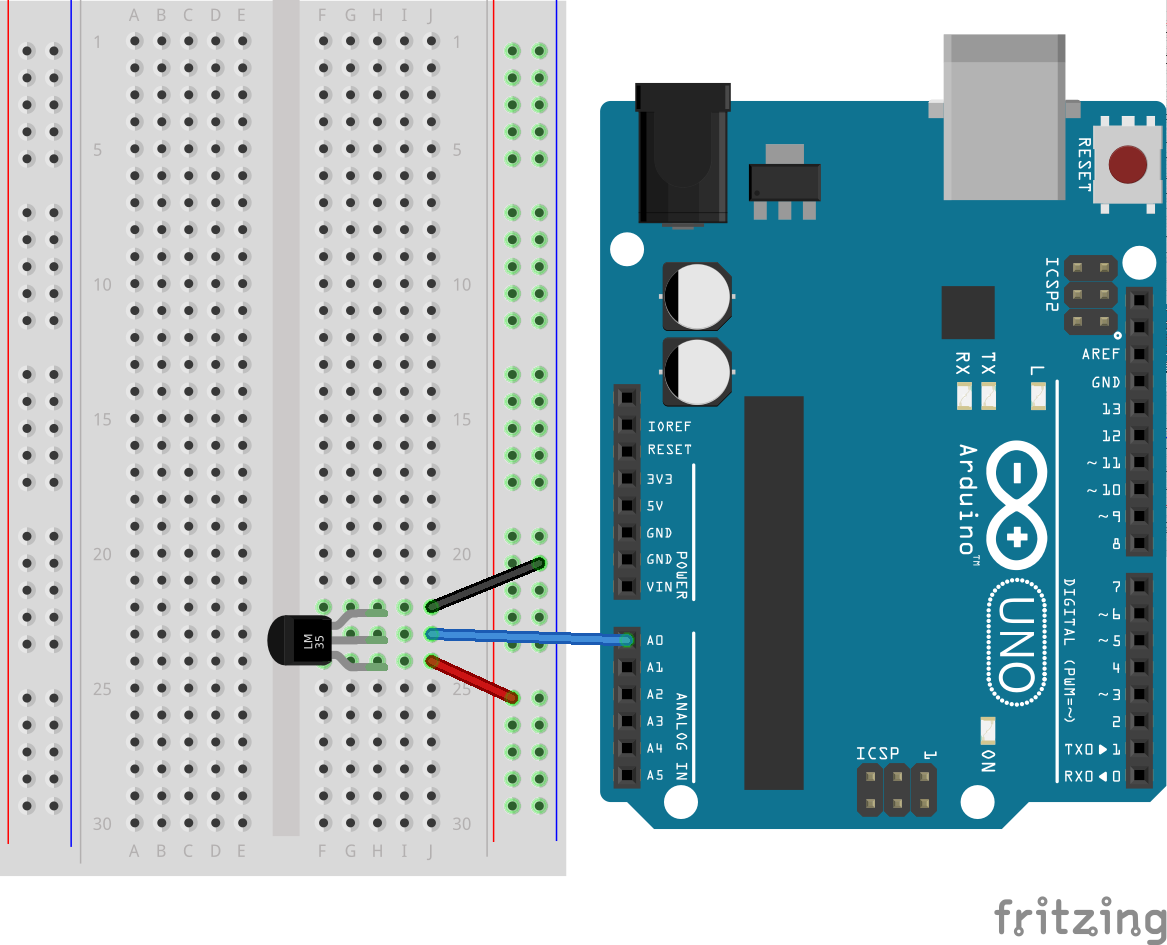 A B C D E F G H I J
1 1
5 5
10 10
15 15
20 20
25 25
30 30
A B C D E F G H I J
LM
35
RESET
ICSP2
IOREF
RESET
3V3
5V
GND
GND
VIN
POWER
A0
A1
A2
A3
A4
A5
ANALOG IN
RX
TX
L
Arduino™
UNO
AREF
GND
13
12
~11
~10
~9
8
7
~6
~5
4
~3
2
TX0▶1
RX0◀0
DIGITAL (PWM=~)
ON
ICSP
1
fritzing